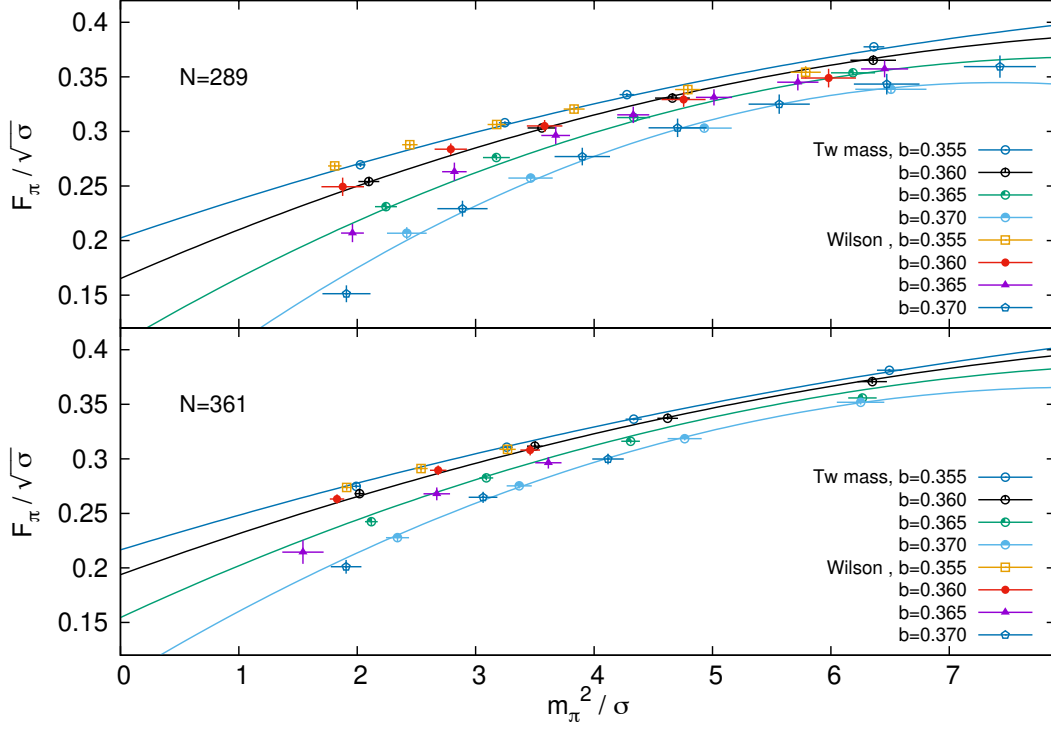 0.4
0.35
0.3
0.25
0.2
0.15
F_π / √σ
N=289
Tw mass, b=0.355
b=0.360
b=0.365
b=0.370
Wilson , b=0.355
b=0.360
b=0.365
b=0.370
0.4
0.35
0.3
0.25
0.2
0.15
F_π / √σ
N=361
Tw mass, b=0.355
b=0.360
b=0.365
b=0.370
Wilson , b=0.355
b=0.360
b=0.365
b=0.370
0 1 2 3 4 5 6 7
m_π² / σ